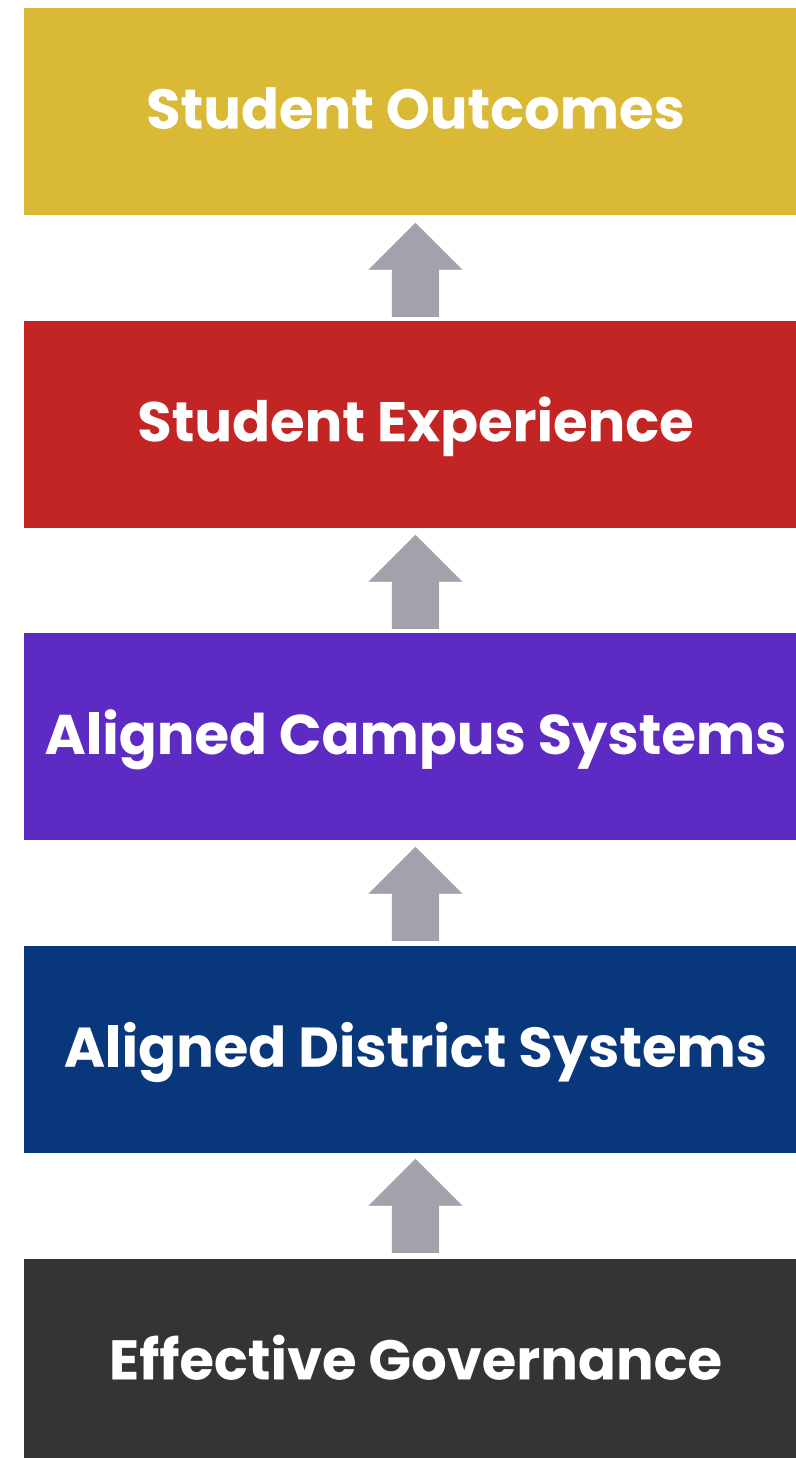 Student Outcomes
Student Experience
Aligned Campus Systems
Aligned District Systems
Effective Governance